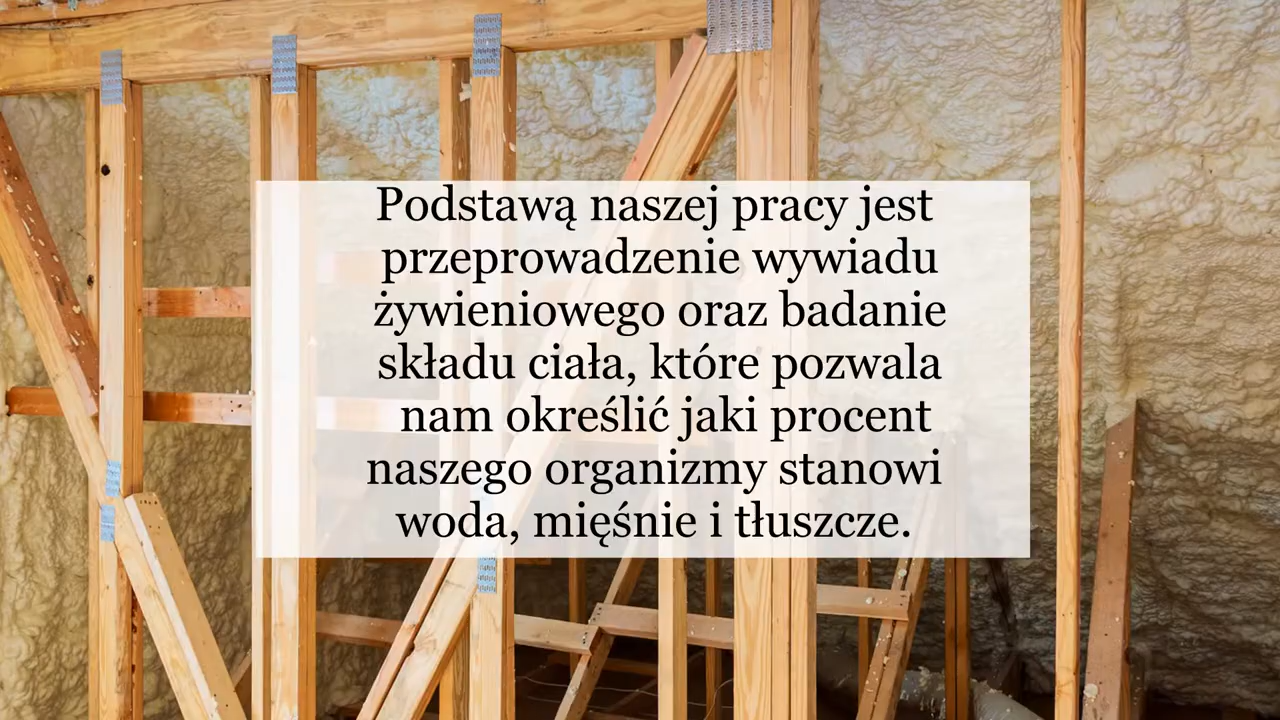 Podstawą naszej pracy jest
przeprowadzenie wywiadu
żywieniowego oraz badanie
składu ciała, które pozwala
nam określić jaki procent
naszego organizmy stanowi
woda, mięśnie i tłuszcze.